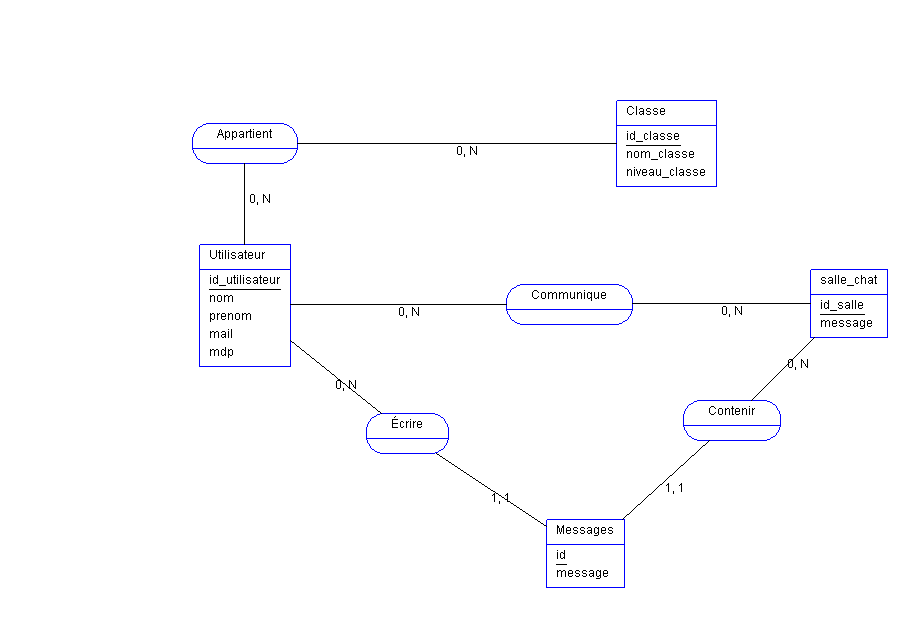 Classe
id_classe
nom_classe
niveau_classe
Appartient
0, N
0, N
Utilisateur
id_utilisateur
nom
prenom
mail
mdp
Communique
0, N
0, N
salle_chat
id_salle
message
0, N
Écrire
0, N
Contenir
1, 1
1, 1
Messages
id
message